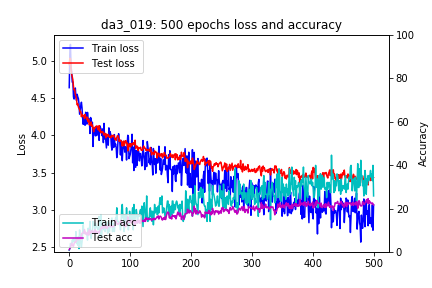 da3_019: 500 epochs loss and accuracy
Train loss
Test loss
Train acc
Test acc
Loss
5.0
4.5
4.0
3.5
3.0
2.5
Accuracy
100
80
60
40
20
0
0 100 200 300 400 500